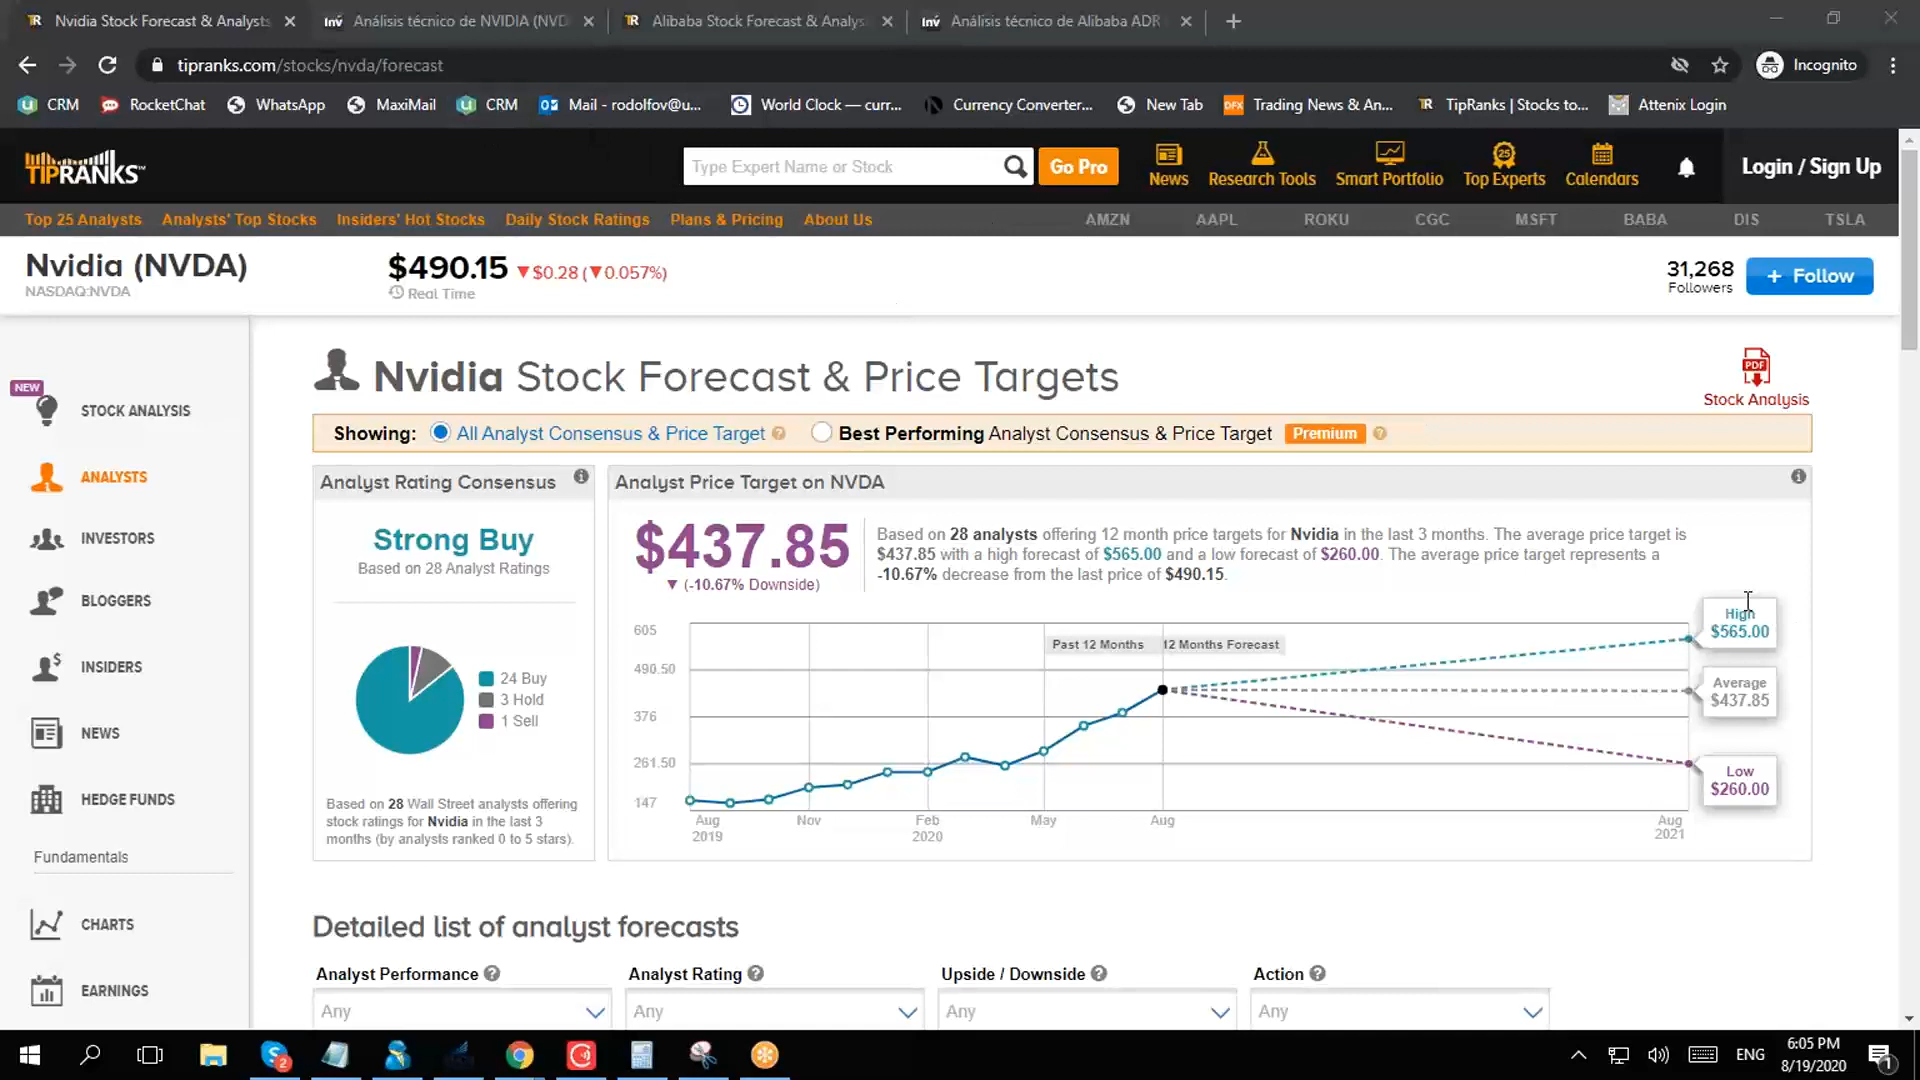 Nvidia Stock Forecast & Analysts
Análisis técnico de NVIDIA (NVD
Alibaba Stock Forecast & Analys
Análisis técnico de Alibaba ADR
tipranks.com/stocks/nvda/forecast
Incognito
CRM
RocketChat
WhatsApp
MaxiMail
CRM
Mail - rodolfov@u...
World Clock — curr...
Currency Converter...
New Tab
Trading News & An...
TipRanks | Stocks to...
Attenix Login
TIPRANKS
Type Expert Name or Stock
Go Pro
News
Research Tools
Smart Portfolio
25
Top Experts
Calendars
Login / Sign Up
Top 25 Analysts
Analysts' Top Stocks
Insiders' Hot Stocks
Daily Stock Ratings
Plans & Pricing
About Us
AMZN
AAPL
ROKU
CGC
MSFT
BABA
DIS
TSLA
Nvidia (NVDA)
NASDAQ:NVDA
$490.15 ▼$0.28 (▼0.057%)
Real Time
31,268
Followers
+ Follow
NEW
STOCK ANALYSIS
ANALYSTS
INVESTORS
BLOGGERS
INSIDERS
NEWS
HEDGE FUNDS
Fundamentals
CHARTS
EARNINGS
Nvidia Stock Forecast & Price Targets
PDF
Stock Analysis
Showing: All Analyst Consensus & Price Target Best Performing Analyst Consensus & Price Target Premium
Analyst Rating Consensus
Strong Buy
Based on 28 Analyst Ratings
24 Buy
3 Hold
1 Sell
Based on 28 Wall Street analysts offering
stock ratings for Nvidia in the last 3
months (by analysts ranked 0 to 5 stars).
Analyst Price Target on NVDA
$437.85
▼ (-10.67% Downside)
Based on 28 analysts offering 12 month price targets for Nvidia in the last 3 months. The average price target is
$437.85 with a high forecast of $565.00 and a low forecast of $260.00. The average price target represents a
-10.67% decrease from the last price of $490.15.
605
490.50
376
261.50
147
Past 12 Months
12 Months Forecast
High
$565.00
Average
$437.85
Low
$260.00
Aug
2019
Nov
Feb
2020
May
Aug
Aug
2021
Detailed list of analyst forecasts
Analyst Performance
Analyst Rating
Upside / Downside
Action
Any
Any
Any
Any
2
ENG
6:05 PM
8/19/2020
1